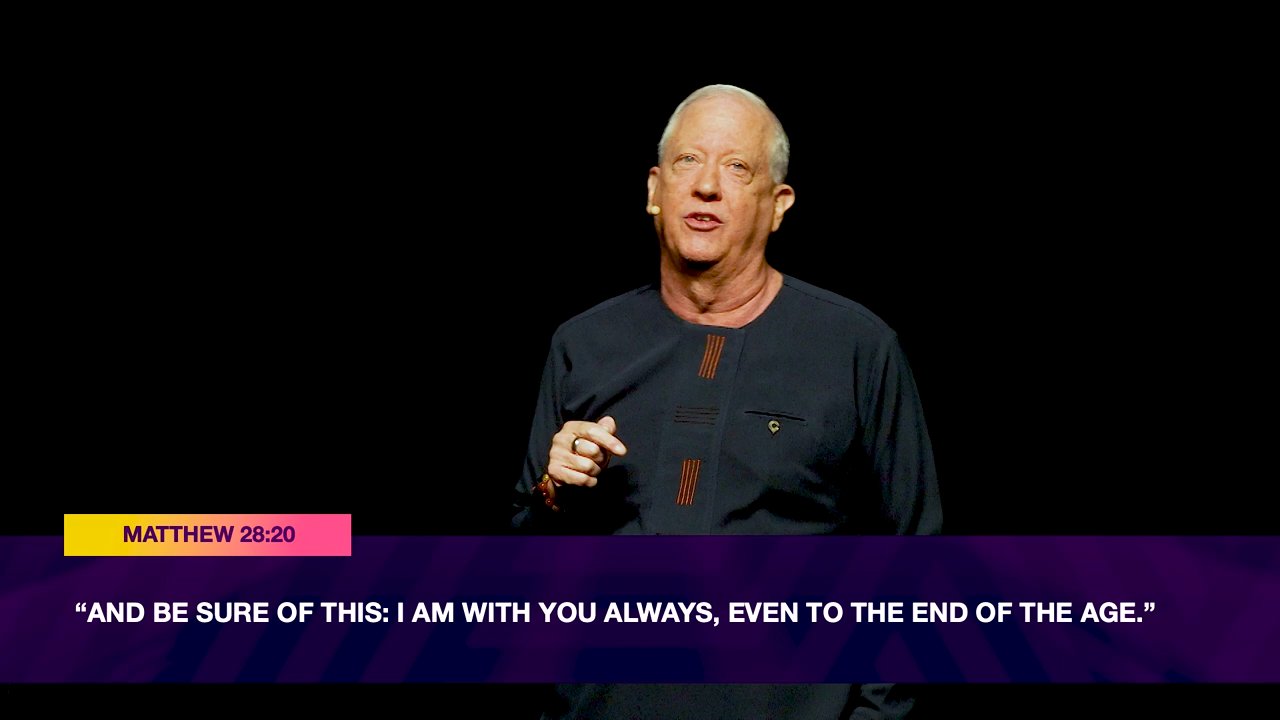 MATTHEW 28:20
“AND BE SURE OF THIS: I AM WITH YOU ALWAYS, EVEN TO THE END OF THE AGE.”